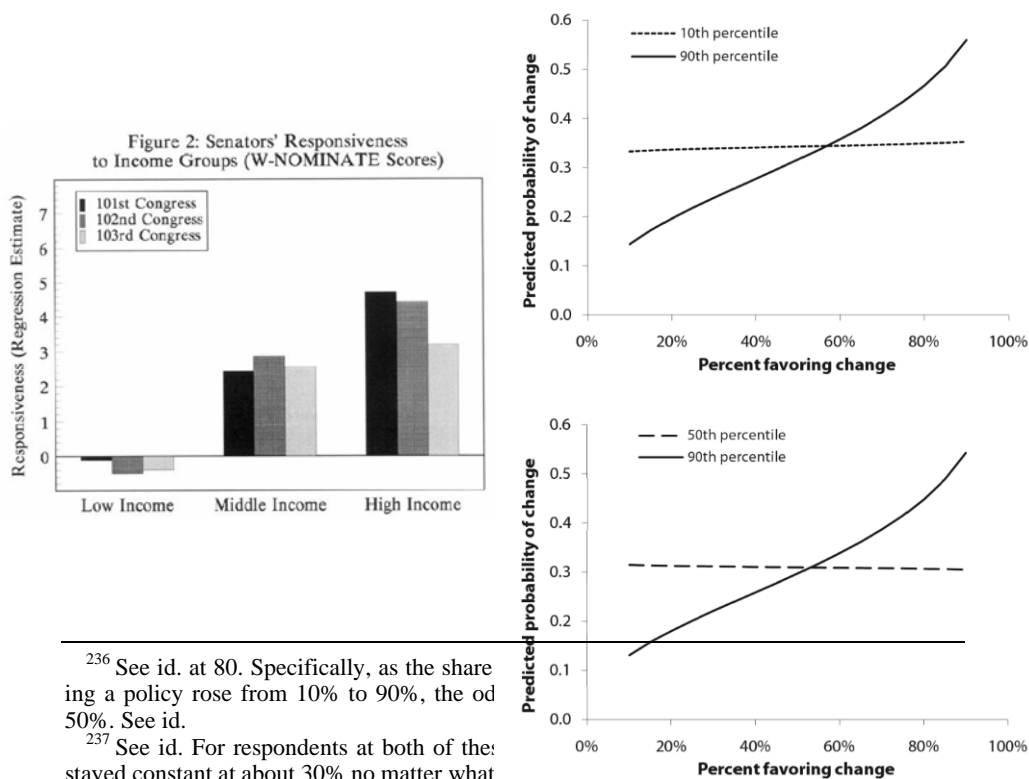 Figure 2: Senators' Responsiveness
to Income Groups (W-NOMINATE Scores)
101st Congress
102nd Congress
103rd Congress
Responsiveness (Regression Estimate)
7
6
5
4
3
2
1
0
Low Income Middle Income High Income
Predicted probability of change
0.6
0.5
0.4
0.3
0.2
0.1
0.0
10th percentile
90th percentile
0% 20% 40% 60% 80% 100%
Percent favoring change
Predicted probability of change
0.6
0.5
0.4
0.3
0.2
0.1
0.0
50th percentile
90th percentile
0% 20% 40% 60% 80% 100%
Percent favoring change
236 See id. at 80. Specifically, as the share
ing a policy rose from 10% to 90%, the od
50%. See id.
237 See id. For respondents at both of thes
stayed constant at about 30% no matter what